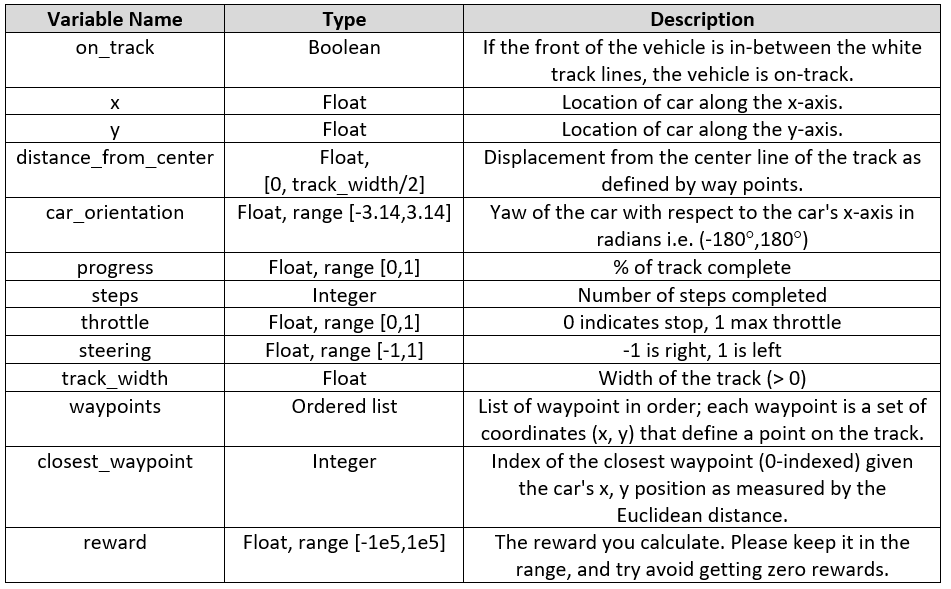 Variable Name Type Description
on_track Boolean If the front of the vehicle is in-between the white
track lines, the vehicle is on-track.
x Float Location of car along the x-axis.
y Float Location of car along the y-axis.
distance_from_center Float, Displacement from the center line of the track as
[0, track_width/2] defined by way points.
car_orientation Float, range [-3.14,3.14] Yaw of the car with respect to the car's x-axis in
radians i.e. (-180°,180°)
progress Float, range [0,1] % of track complete
steps Integer Number of steps completed
throttle Float, range [0,1] 0 indicates stop, 1 max throttle
steering Float, range [-1,1] -1 is right, 1 is left
track_width Float Width of the track (> 0)
waypoints Ordered list List of waypoint in order; each waypoint is a set of
coordinates (x, y) that define a point on the track.
closest_waypoint Integer Index of the closest waypoint (0-indexed) given
the car's x, y position as measured by the
Euclidean distance.
reward Float, range [-1e5,1e5] The reward you calculate. Please keep it in the
range, and try avoid getting zero rewards.